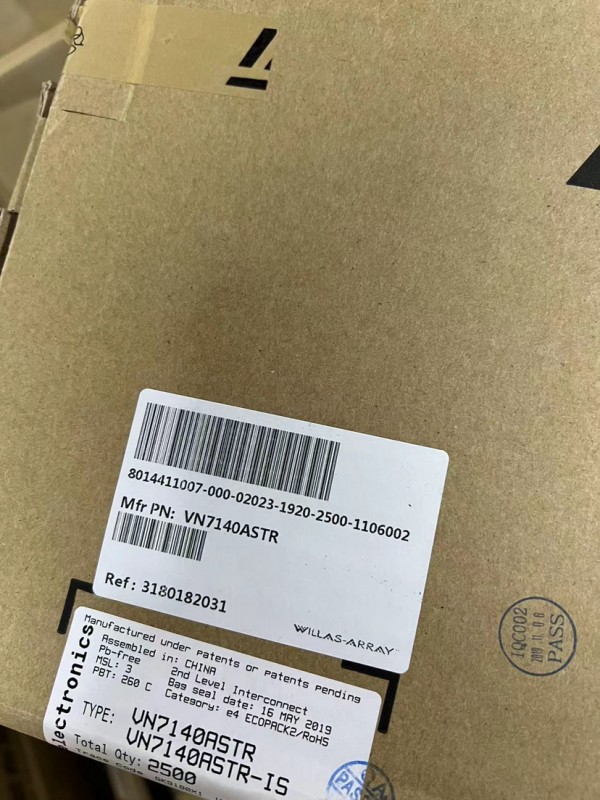 8014411007-000-02023-1920-2500-1106002
Mfr PN: VN7140ASTR
Ref: 3180182031
WILLAS-ARRAY
IQC002
PASS
ectronics
Manufactured under patents or patents pending
Assembled in: CHINA
Pb-free 2nd Level Interconnect
MSL: 3 Bag seal date: 16 MAY 2019
PBT: 260 C Category: e4 ECOPACK2/RoHS
TYPE: VN7140ASTR
VN7140ASTR-IS
Total Qty: 2500
PAS